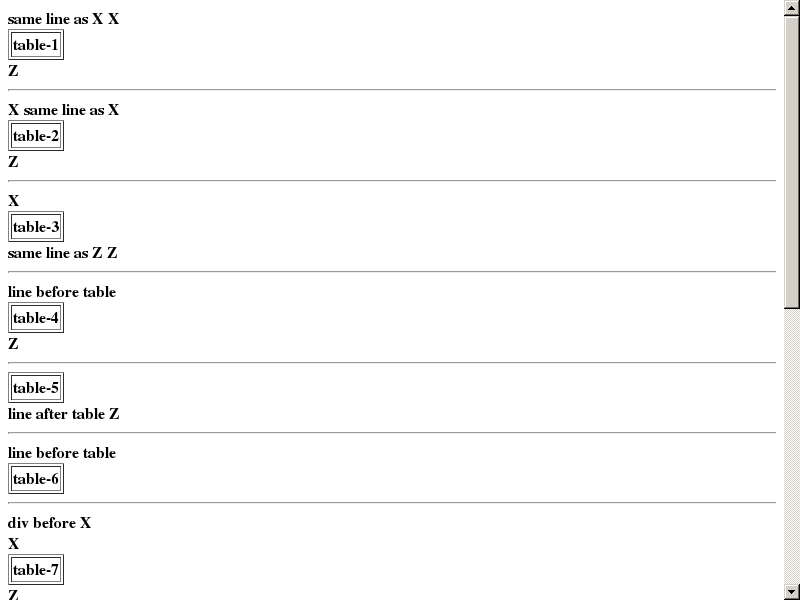 same line as X X
table-1
Z
X same line as X
table-2
Z
X
table-3
same line as Z Z
line before table
table-4
Z
table-5
line after table Z
line before table
table-6
div before X
X
table-7
Z